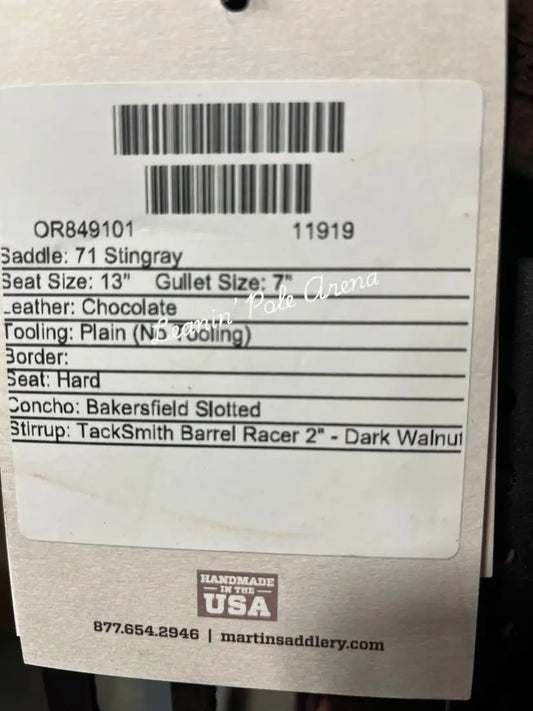 OR849101 11919
Saddle: 71 Stingray
Seat Size: 13" Gullet Size: 7"
Leanin' Pole Arena
Leather: Chocolate
Tooling: Plain (No Tooling)
Border:
Seat: Hard
Concho: Bakersfield Slotted
Stirrup: TackSmith Barrel Racer 2" - Dark Walnut
HANDMADE
IN THE
USA
877.654.2946 | martinsaddlery.com